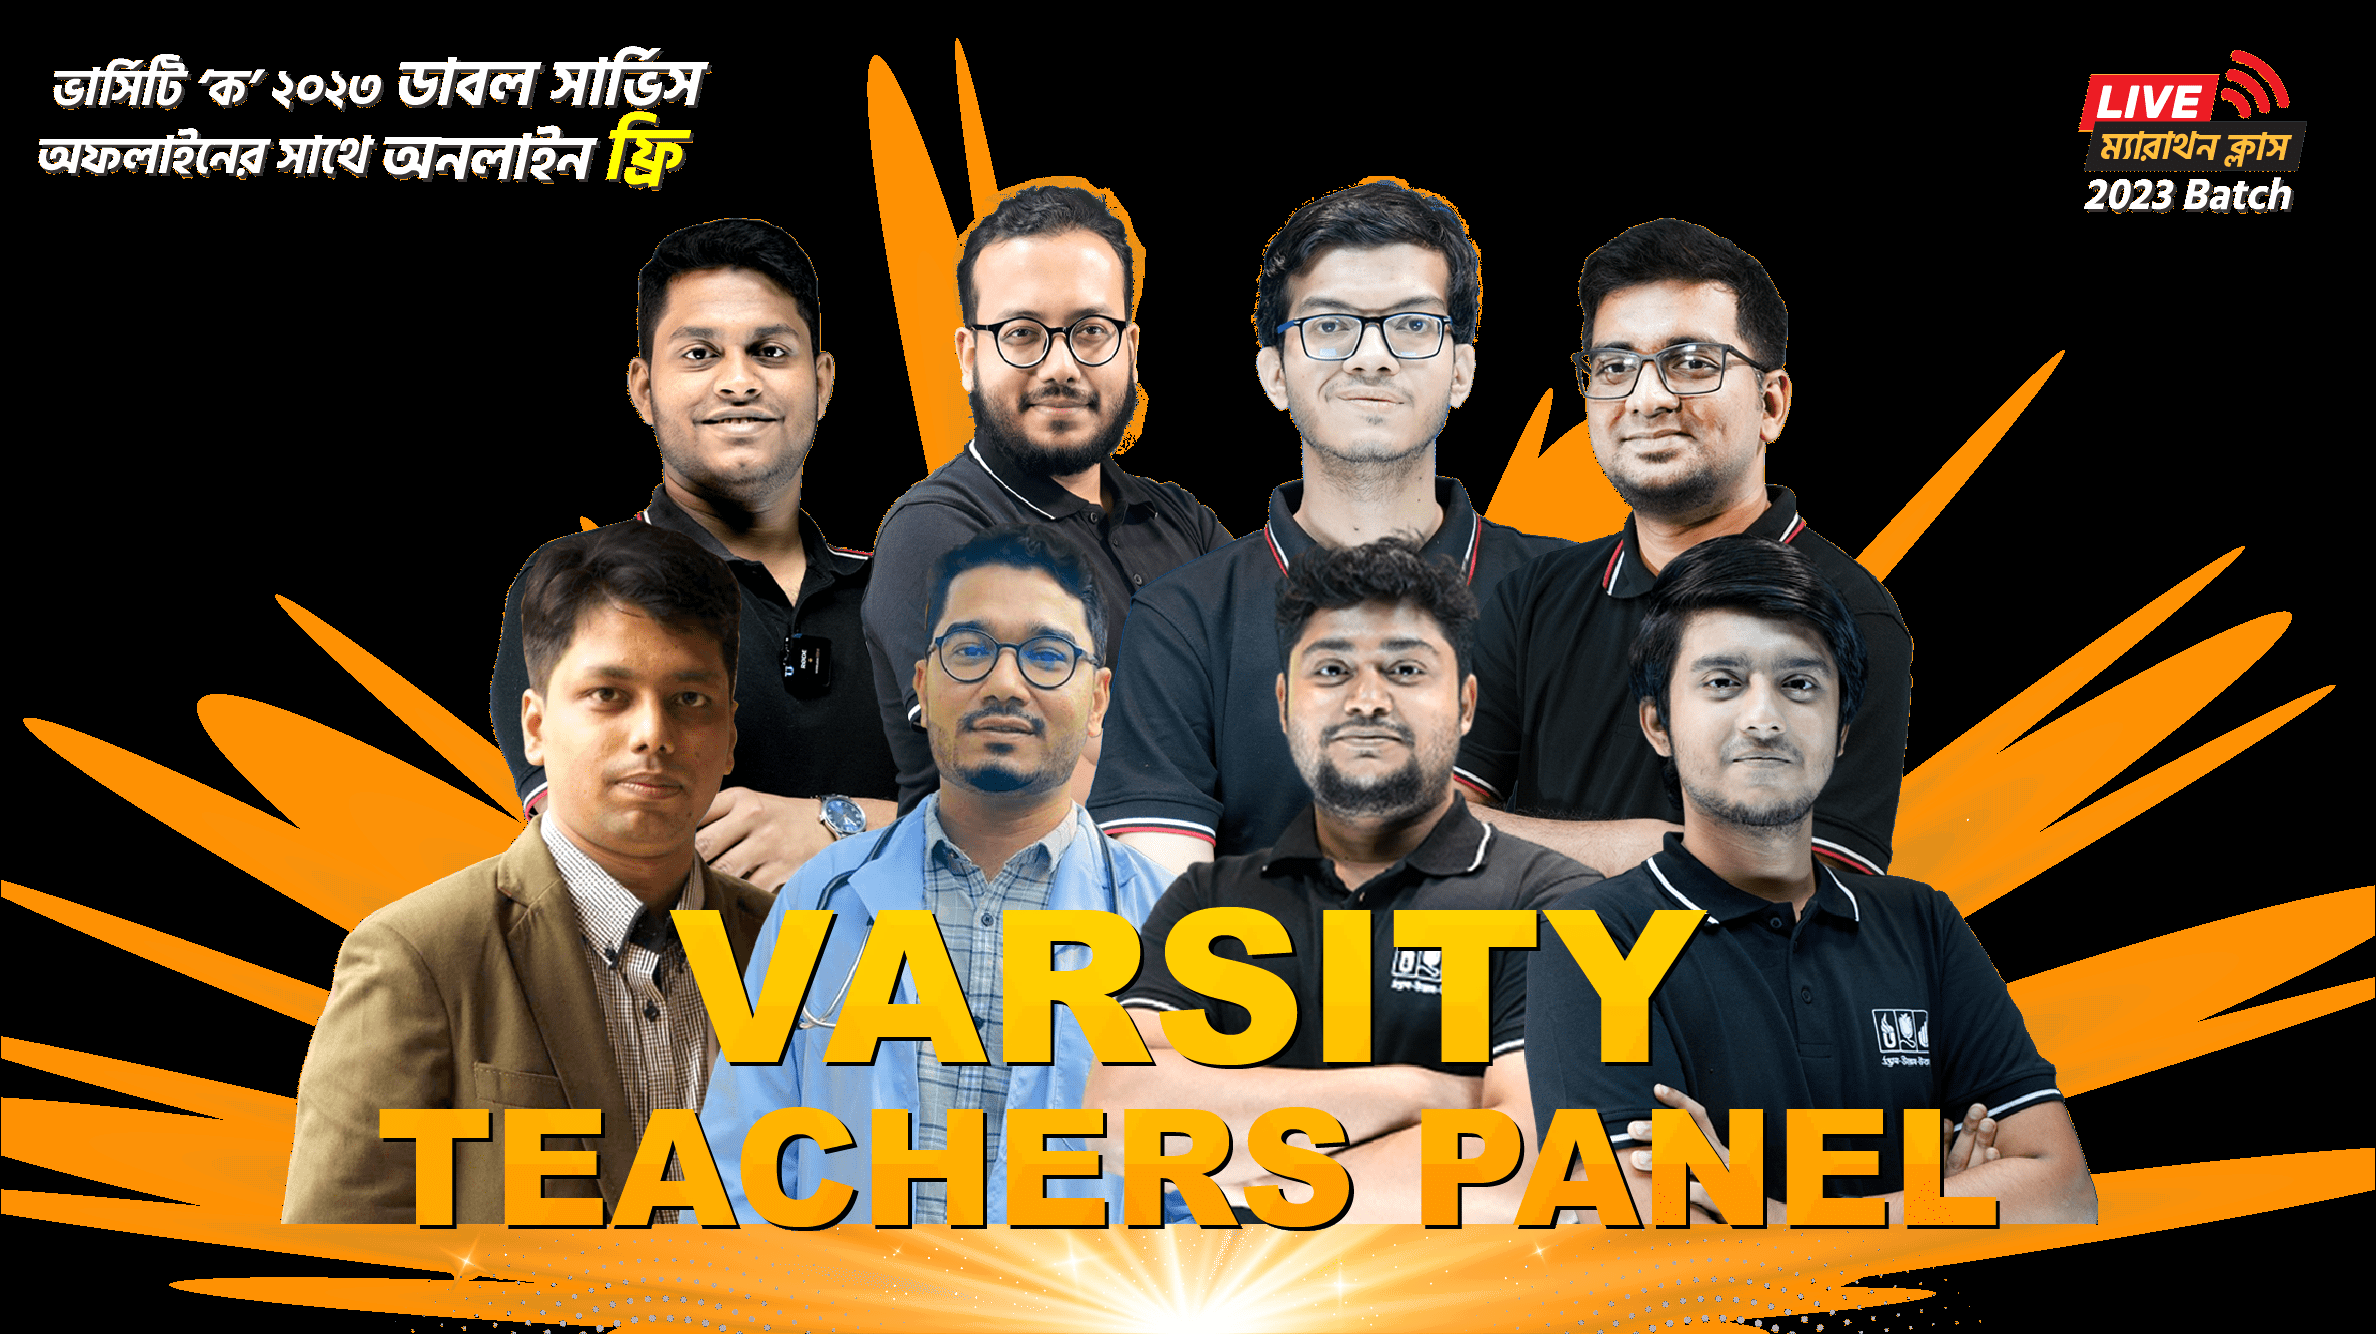 ভার্সিটি ‘ক’ ২০২৩ ডাবল সার্ভিস
অফলাইনের সাথে অনলাইন ফ্রি
LIVE
ম্যারাথন ক্লাস
2023 Batch
VARSITY
TEACHERS PANEL